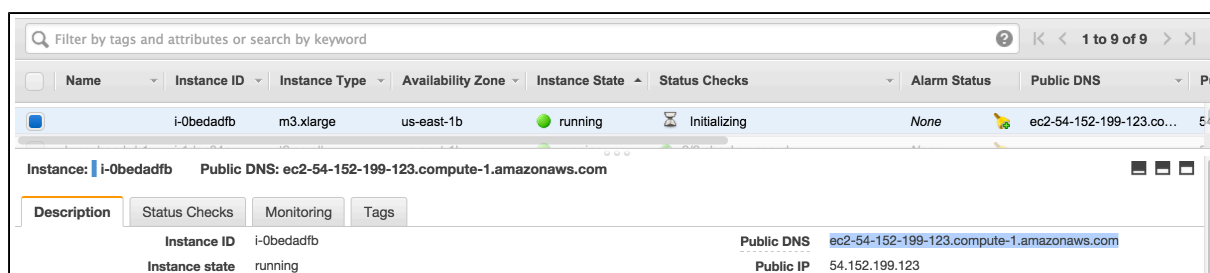 Filter by tags and attributes or search by keyword
1 to 9 of 9
Name Instance ID Instance Type Availability Zone Instance State Status Checks Alarm Status Public DNS
i-0bedadfb m3.xlarge us-east-1b running Initializing None ec2-54-152-199-123.co...
Instance: i-0bedadfb Public DNS: ec2-54-152-199-123.compute-1.amazonaws.com
Description Status Checks Monitoring Tags
Instance ID i-0bedadfb Public DNS ec2-54-152-199-123.compute-1.amazonaws.com
Instance state running Public IP 54.152.199.123